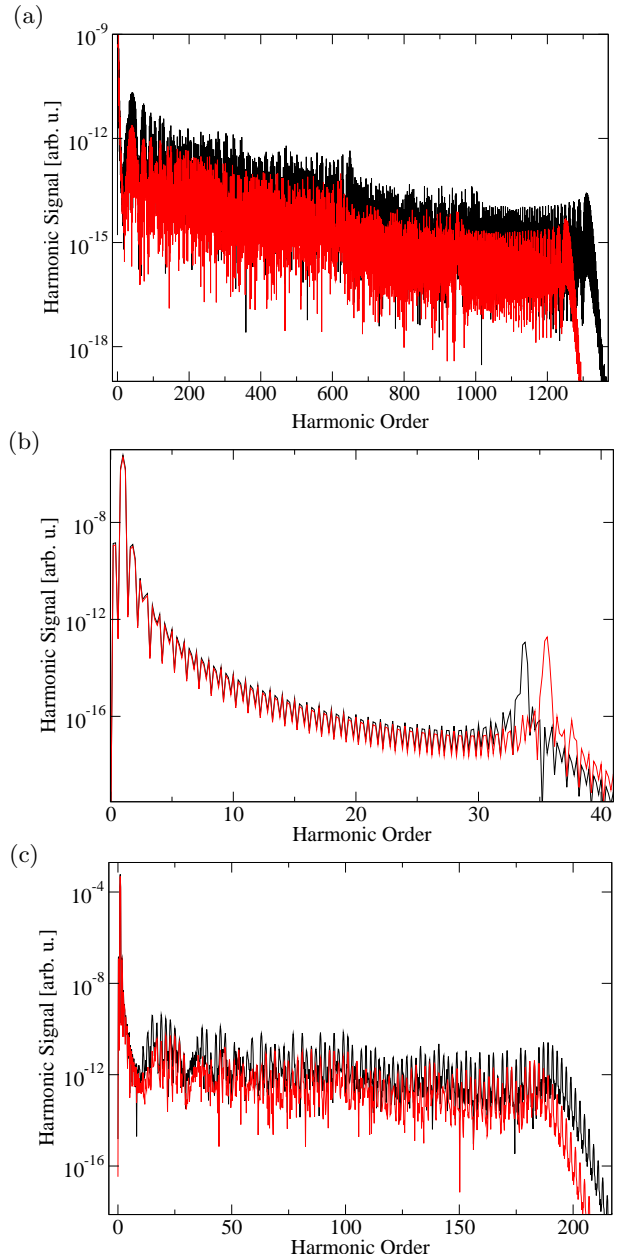 (a)
10-9
10-12
10-15
10-18
Harmonic Signal [arb. u.]
0 200 400 600 800 1000 1200
Harmonic Order
(b)
10-8
10-12
10-16
Harmonic Signal [arb. u.]
0 10 20 30 40
Harmonic Order
(c)
10-4
10-8
10-12
10-16
Harmonic Signal [arb. u.]
0 50 100 150 200
Harmonic Order